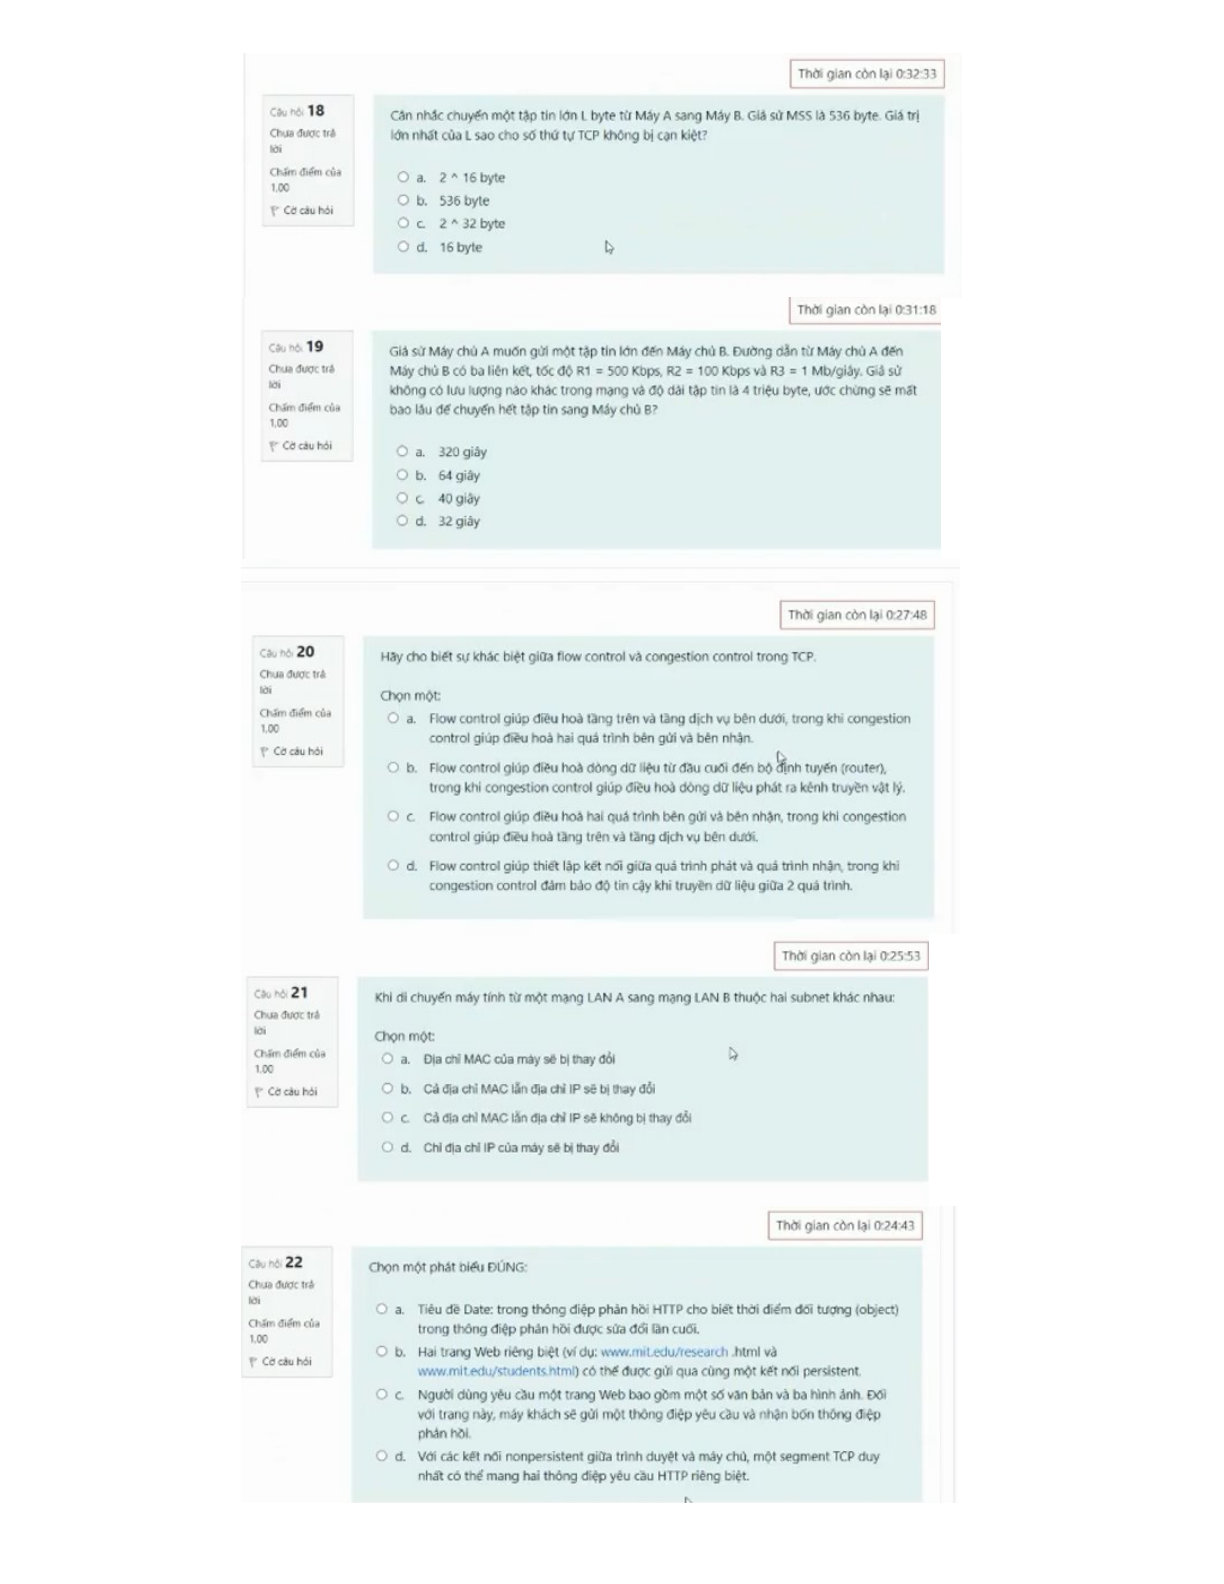 Thời gian còn lại 0:32:33
Câu hỏi 18
Chưa được trả
lời
Chấm điểm của
1,00
Cờ câu hỏi
Cân nhắc chuyển một tập tin lớn L byte từ Máy A sang Máy B. Giả sử MSS là 536 byte. Giá trị
lớn nhất của L sao cho số thứ tự TCP không bị cạn kiệt?
a. 2 ^ 16 byte
b. 536 byte
c. 2 ^ 32 byte
d. 16 byte
Thời gian còn lại 0:31:18
Câu hỏi 19
Chưa được trả
lời
Chấm điểm của
1,00
Cờ câu hỏi
Giả sử Máy chủ A muốn gửi một tập tin lớn đến Máy chủ B. Đường dẫn từ Máy chủ A đến
Máy chủ B có ba liên kết, tốc độ R1 = 500 Kbps, R2 = 100 Kbps và R3 = 1 Mb/giây. Giả sử
không có lưu lượng nào khác trong mạng và độ dài tập tin là 4 triệu byte, ước chừng sẽ mất
bao lâu để chuyển hết tập tin sang Máy chủ B?
a. 320 giây
b. 64 giây
c. 40 giây
d. 32 giây
Thời gian còn lại 0:27:48
Câu hỏi 20
Chưa được trả
lời
Chấm điểm của
1,00
Cờ câu hỏi
Hãy cho biết sự khác biệt giữa flow control và congestion control trong TCP.
Chọn một:
a. Flow control giúp điều hoà tầng trên và tầng dịch vụ bên dưới, trong khi congestion
control giúp điều hoà hai quá trình bên gửi và bên nhận.
b. Flow control giúp điều hoà dòng dữ liệu từ đầu cuối đến bộ định tuyến (router),
trong khi congestion control giúp điều hoà dòng dữ liệu phát ra kênh truyền vật lý.
c. Flow control giúp điều hoà hai quá trình bên gửi và bên nhận, trong khi congestion
control giúp điều hoà tầng trên và tầng dịch vụ bên dưới.
d. Flow control giúp thiết lập kết nối giữa quá trình phát và quá trình nhận, trong khi
congestion control đảm bảo độ tin cậy khi truyền dữ liệu giữa 2 quá trình.
Thời gian còn lại 0:25:53
Câu hỏi 21
Chưa được trả
lời
Chấm điểm của
1,00
Cờ câu hỏi
Khi di chuyển máy tính từ một mạng LAN A sang mạng LAN B thuộc hai subnet khác nhau:
Chọn một:
a. Địa chỉ MAC của máy sẽ bị thay đổi
b. Cả địa chỉ MAC lẫn địa chỉ IP sẽ bị thay đổi
c. Cả địa chỉ MAC lẫn địa chỉ IP sẽ không bị thay đổi
d. Chỉ địa chỉ IP của máy sẽ bị thay đổi
Thời gian còn lại 0:24:43
Câu hỏi 22
Chưa được trả
lời
Chấm điểm của
1,00
Cờ câu hỏi
Chọn một phát biểu ĐÚNG:
a. Tiêu đề Date: trong thông điệp phản hồi HTTP cho biết thời điểm đối tượng (object)
trong thông điệp phản hồi được sửa đổi lần cuối.
b. Hai trang Web riêng biệt (ví dụ: www.mit.edu/research .html và
www.mit.edu/students.html) có thể được gửi qua cùng một kết nối persistent.
c. Người dùng yêu cầu một trang Web bao gồm một số văn bản và ba hình ảnh. Đối
với trang này, máy khách sẽ gửi một thông điệp yêu cầu và nhận bốn thông điệp
phản hồi.
d. Với các kết nối nonpersistent giữa trình duyệt và máy chủ, một segment TCP duy
nhất có thể mang hai thông điệp yêu cầu HTTP riêng biệt.